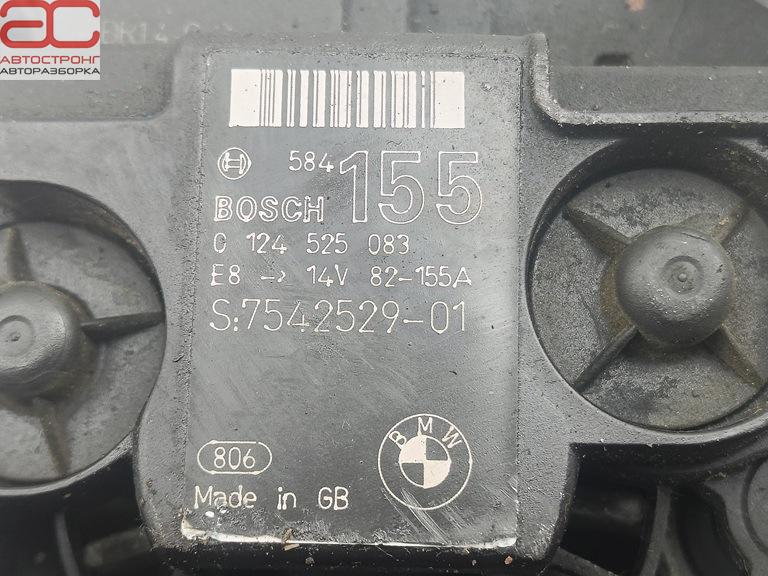 АС
АВТОСТРОНГ
АВТОРАЗБОРКА
584 155
BOSCH
0 124 525 083
E8 -> 14V 82-155A
S:7542529-01
BMW
806
Made in GB